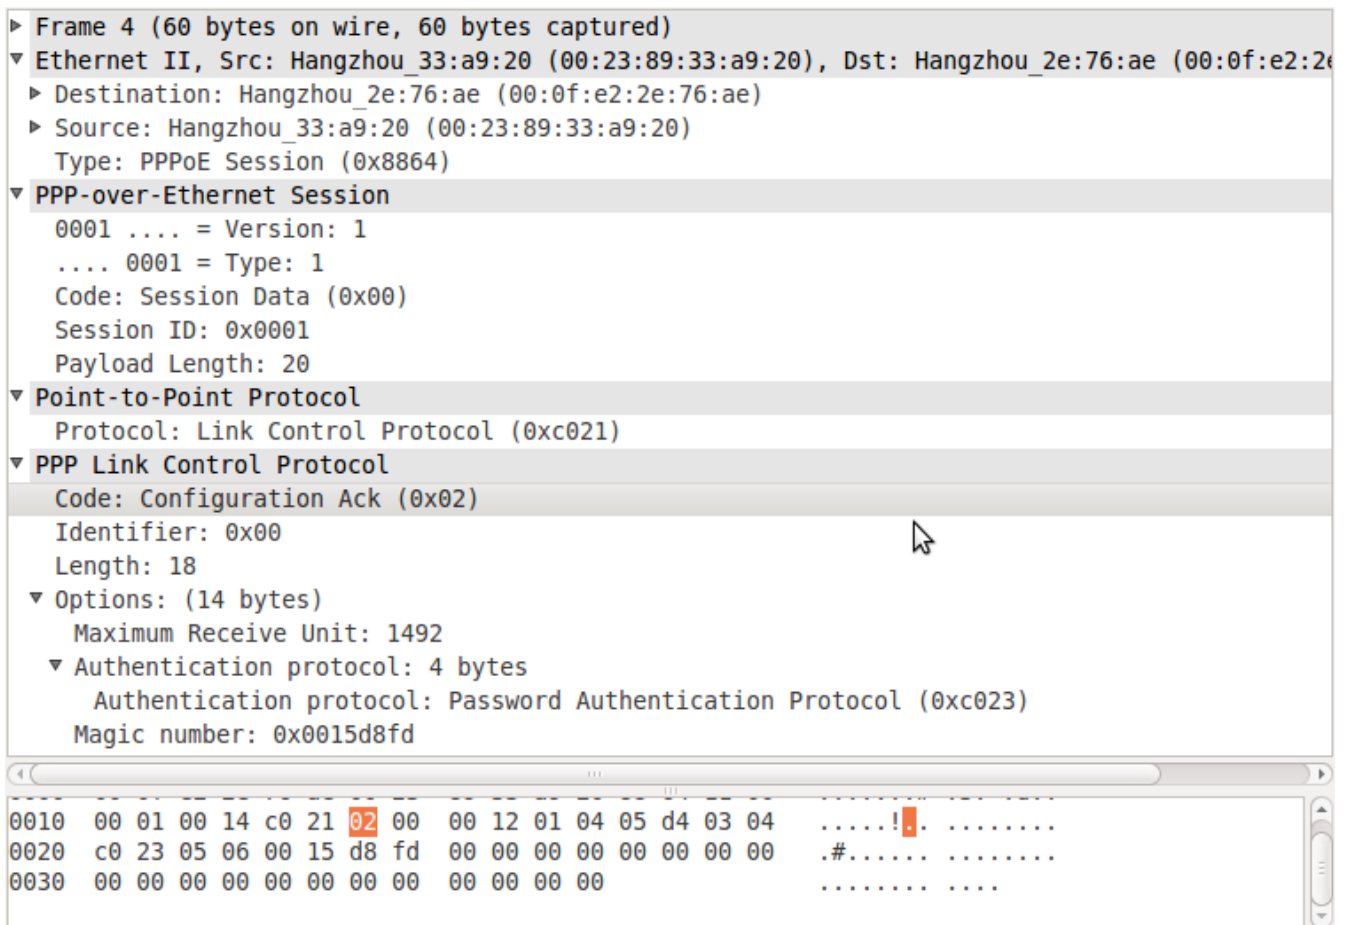 Frame 4 (60 bytes on wire, 60 bytes captured)
Ethernet II, Src: Hangzhou_33:a9:20 (00:23:89:33:a9:20), Dst: Hangzhou_2e:76:ae (00:0f:e2:2e
Destination: Hangzhou_2e:76:ae (00:0f:e2:2e:76:ae)
Source: Hangzhou_33:a9:20 (00:23:89:33:a9:20)
Type: PPPoE Session (0x8864)
PPP-over-Ethernet Session
0001 .... = Version: 1
.... 0001 = Type: 1
Code: Session Data (0x00)
Session ID: 0x0001
Payload Length: 20
Point-to-Point Protocol
Protocol: Link Control Protocol (0xc021)
PPP Link Control Protocol
Code: Configuration Ack (0x02)
Identifier: 0x00
Length: 18
Options: (14 bytes)
Maximum Receive Unit: 1492
Authentication protocol: 4 bytes
Authentication protocol: Password Authentication Protocol (0xc023)
Magic number: 0x0015d8fd
0010 00 01 00 14 c0 21 02 00 00 12 01 04 05 d4 03 04 .....!.. ........
0020 c0 23 05 06 00 15 d8 fd 00 00 00 00 00 00 00 00 .#...... ........
0030 00 00 00 00 00 00 00 00 00 00 00 00 ........ ....